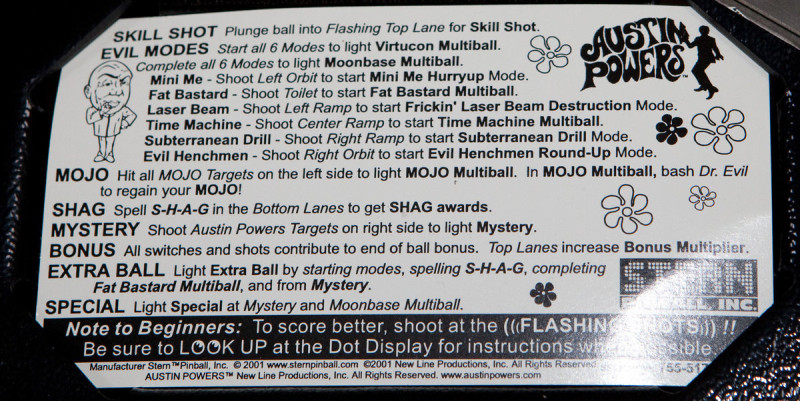 SKILL SHOT Plunge ball into Flashing Top Lane for Skill Shot.
EVIL MODES Start all 6 Modes to light Virtucon Multiball.
Complete all 6 Modes to light Moonbase Multiball.
AUSTIN POWERS™
Mini Me - Shoot Left Orbit to start Mini Me Hurryup Mode.
Fat Bastard - Shoot Toilet to start Fat Bastard Multiball.
Laser Beam - Shoot Left Ramp to start Frickin' Laser Beam Destruction Mode.
Time Machine - Shoot Center Ramp to start Time Machine Multiball.
Subterranean Drill - Shoot Right Ramp to start Subterranean Drill Mode.
Evil Henchmen - Shoot Right Orbit to start Evil Henchmen Round-Up Mode.
MOJO Hit all MOJO Targets on the left side to light MOJO Multiball. In MOJO Multiball, bash Dr. Evil
to regain your MOJO!
SHAG Spell S-H-A-G in the Bottom Lanes to get SHAG awards.
MYSTERY Shoot Austin Powers Targets on right side to light Mystery.
BONUS All switches and shots contribute to end of ball bonus. Top Lanes increase Bonus Multiplier.
EXTRA BALL Light Extra Ball by starting modes, spelling S-H-A-G, completing
Fat Bastard Multiball, and from Mystery.
STERN
INC.
SPECIAL Light Special at Mystery and Moonbase Multiball.
Note to Beginners: To score better, shoot at the (((FLASHING SHOTS))) !!
Be sure to LOOK UP at the Dot Display for instructions when
Manufacturer Stern™Pinball, Inc. © 2001 www.sternpinball.com ©2001 New Line Productions, Inc. All Rights Reserved.
AUSTIN POWERS™ New Line Productions, Inc. All Rights Reserved. www.austinpowers.com